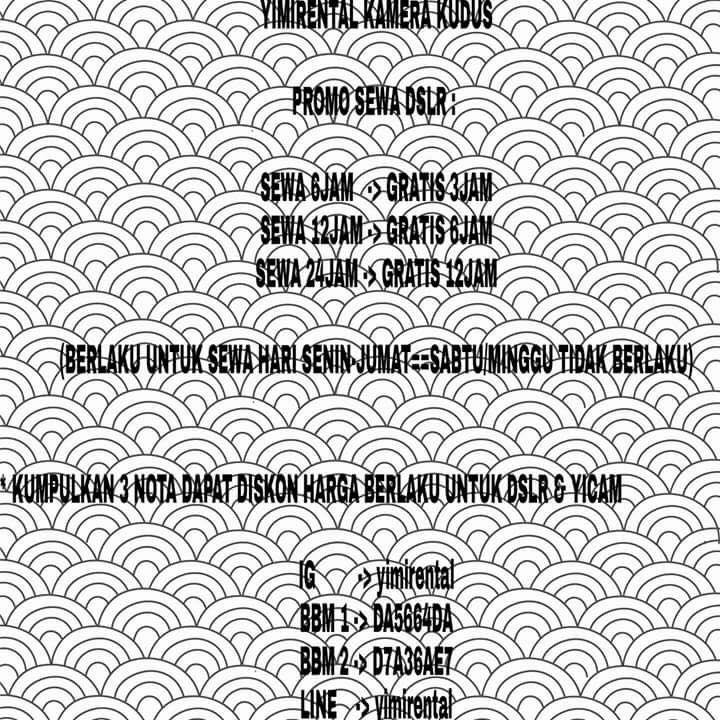 YIMIRENTAL KAMERA KUDUS
PROMO SEWA DSLR :
SEWA 6JAM -> GRATIS 3JAM
SEWA 12JAM -> GRATIS 6JAM
SEWA 24JAM -> GRATIS 12JAM
(BERLAKU UNTUK SEWA HARI SENIN-JUMAT==SABTU/MINGGU TIDAK BERLAKU)
* KUMPULKAN 3 NOTA DAPAT DISKON HARGA BERLAKU UNTUK DSLR & YICAM
IG -> yimirental
BBM 1 -> DA5664DA
BBM 2 -> D7A36AE7
LINE -> yimirental